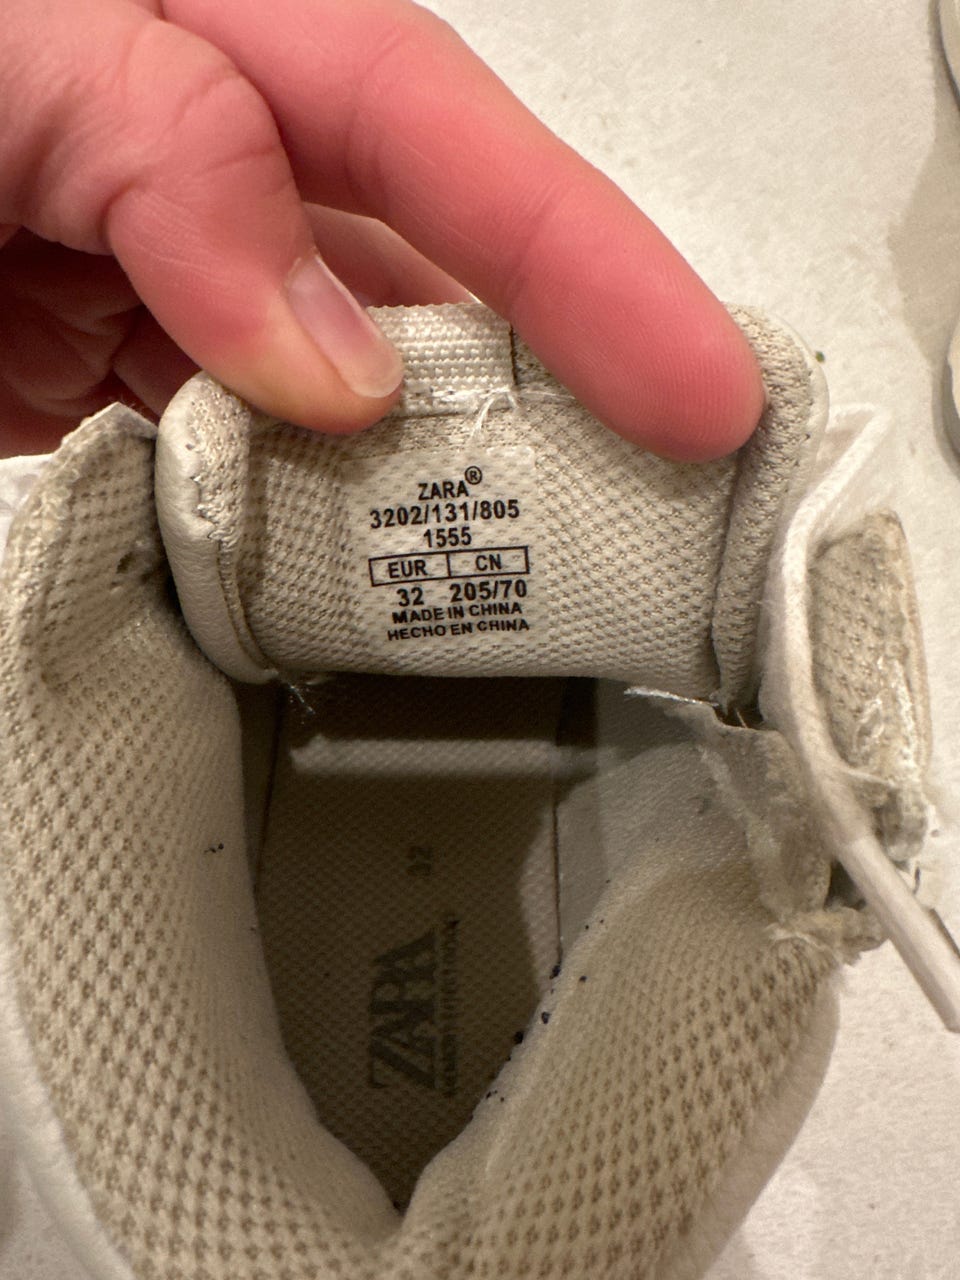 ZARA®
3202/131/805
1555
EUR CN
32 205/70
MADE IN CHINA
HECHO EN CHINA
32
ZARA